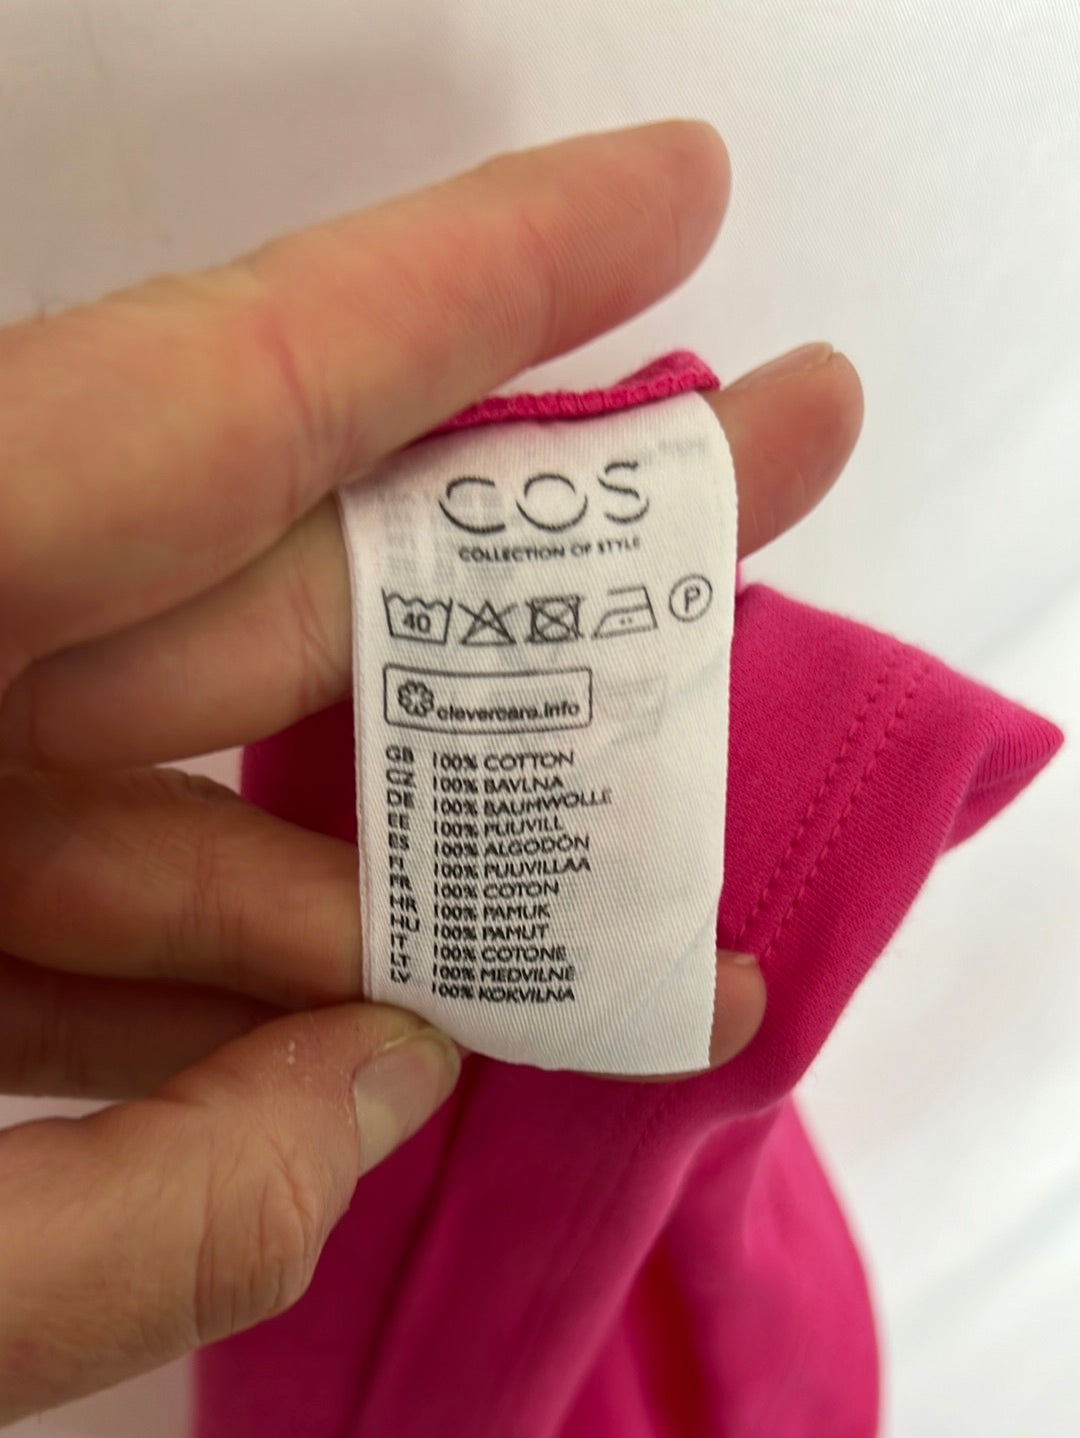 COS
COLLECTION OF STYLE
40 P
clevercare.info
GB 100% COTTON
CZ 100% BAVLNA
DE 100% BAUMWOLLE
EE 100% PUUVILL
ES 100% ALGODÓN
FI 100% PUUVILLAA
FR 100% COTON
HR 100% PAMUK
HU 100% PAMUT
IT 100% COTONE
LT 100% MEDVILNĖ
LV 100% KOKVILNA